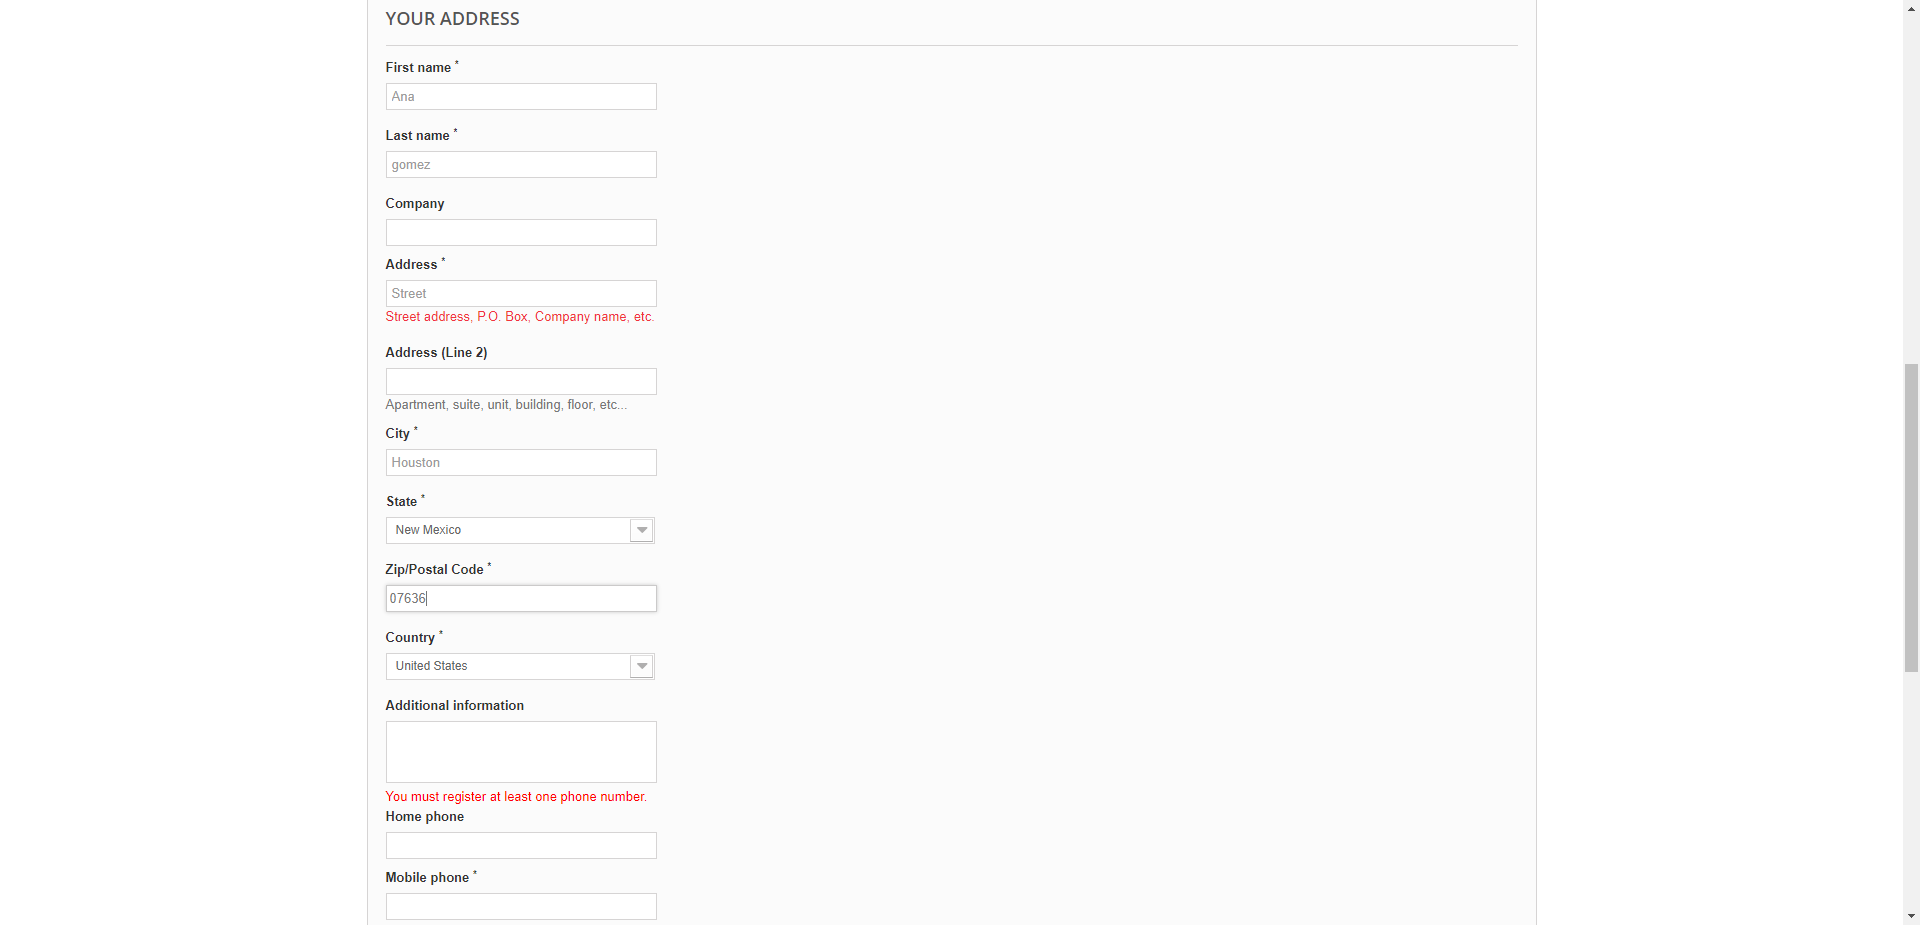 YOUR ADDRESS
First name *
Ana
Last name *
gomez
Company
Address *
Street
Street address, P.O. Box, Company name, etc.
Address (Line 2)
Apartment, suite, unit, building, floor, etc...
City *
Houston
State *
New Mexico
Zip/Postal Code *
07636
Country *
United States
Additional information
You must register at least one phone number.
Home phone
Mobile phone *